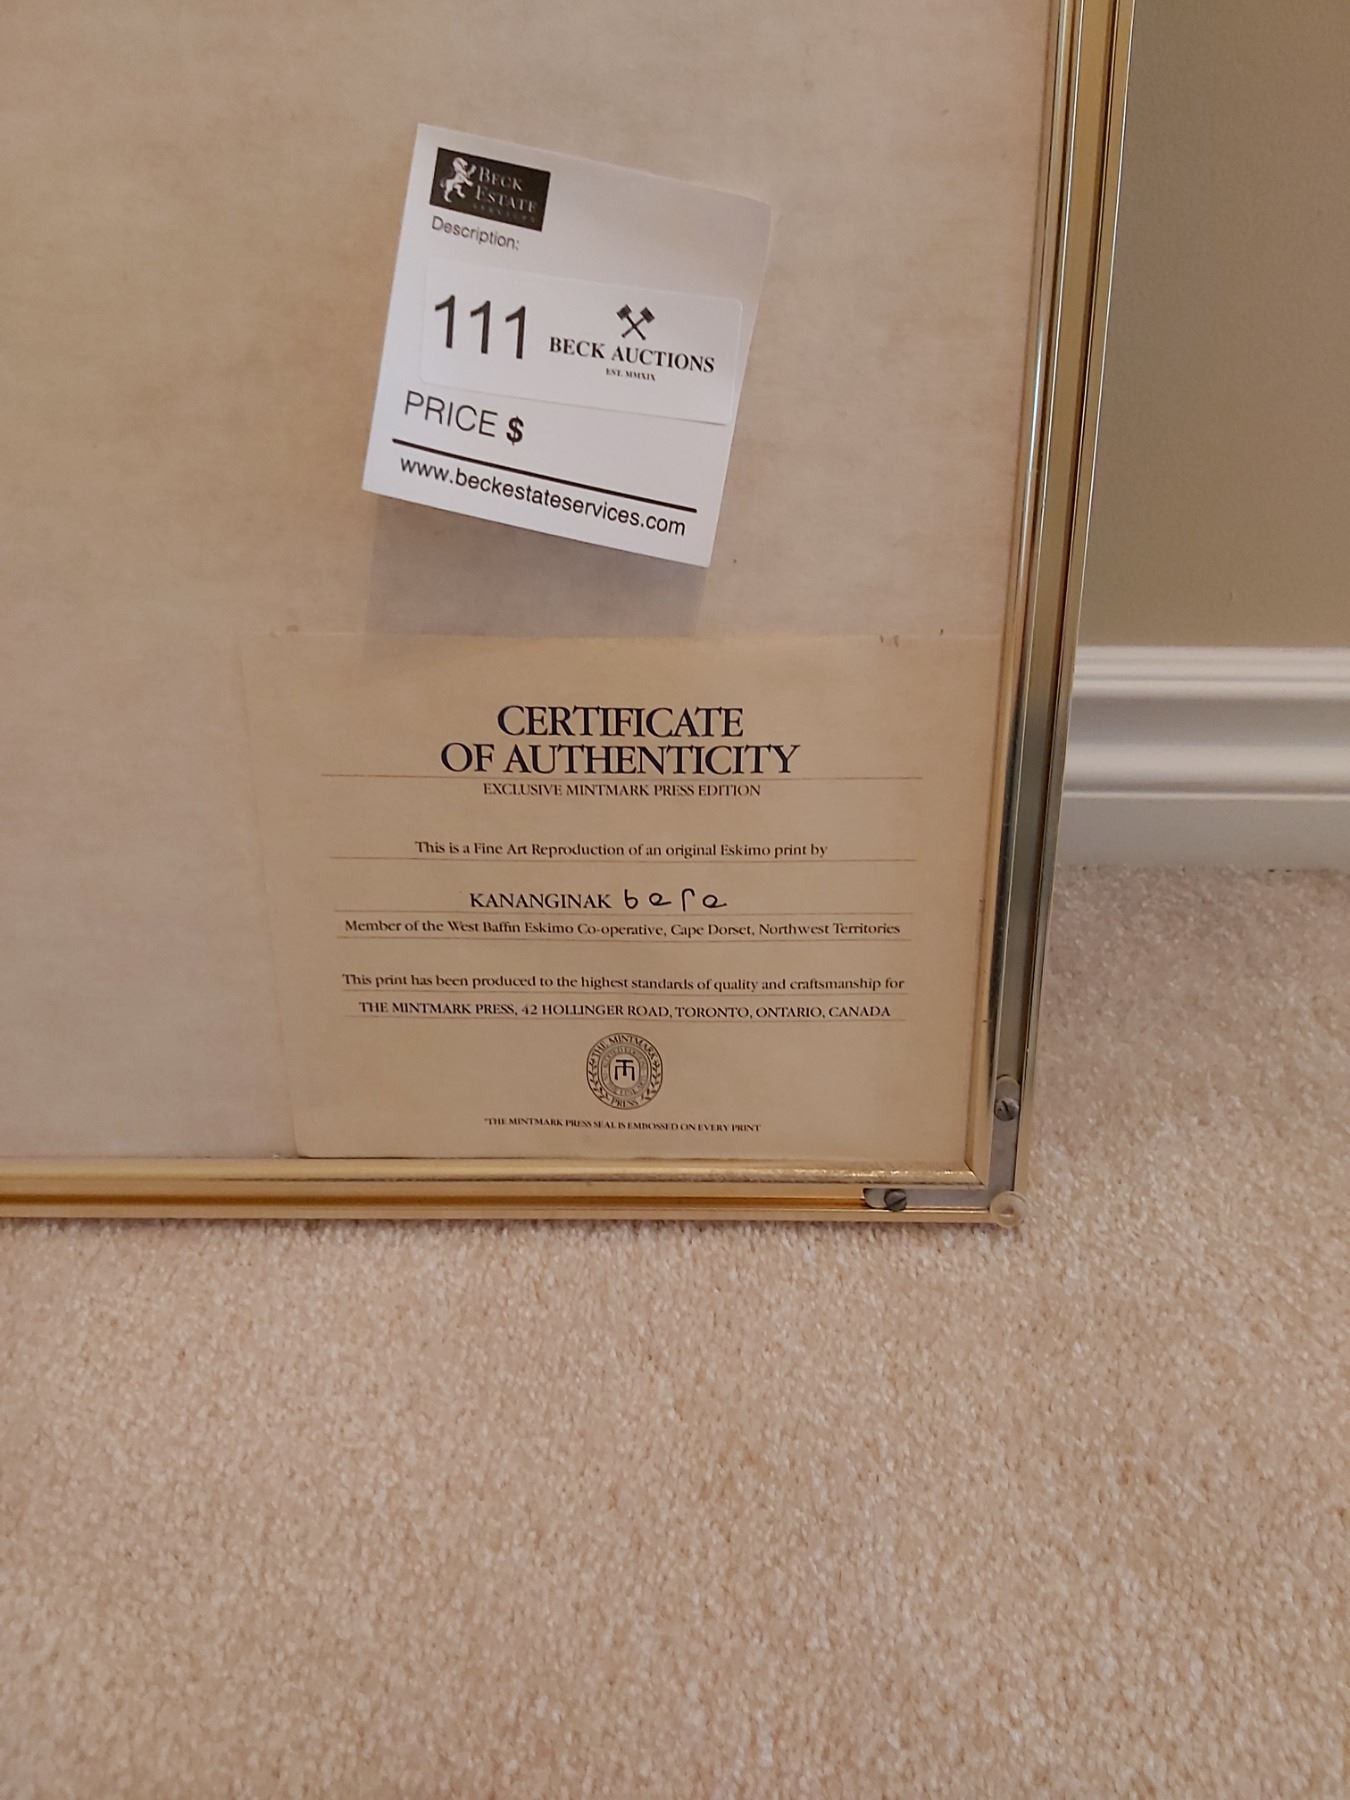 BECK
ESTATE
SERVICES
Description:
111
BECK AUCTIONS
EST. MMXIX
PRICE $
www.beckestateservices.com
CERTIFICATE
OF AUTHENTICITY
EXCLUSIVE MINTMARK PRESS EDITION
This is a Fine Art Reproduction of an original Eskimo print by
KANANGINAK ᑲᓇᒋᓇ
Member of the West Baffin Eskimo Co-operative, Cape Dorset, Northwest Territories
This print has been produced to the highest standards of quality and craftsmanship for
THE MINTMARK PRESS, 42 HOLLINGER ROAD, TORONTO, ONTARIO, CANADA
THE MINTMARK
PRESS
*THE MINTMARK PRESS SEAL IS EMBOSSED ON EVERY PRINT